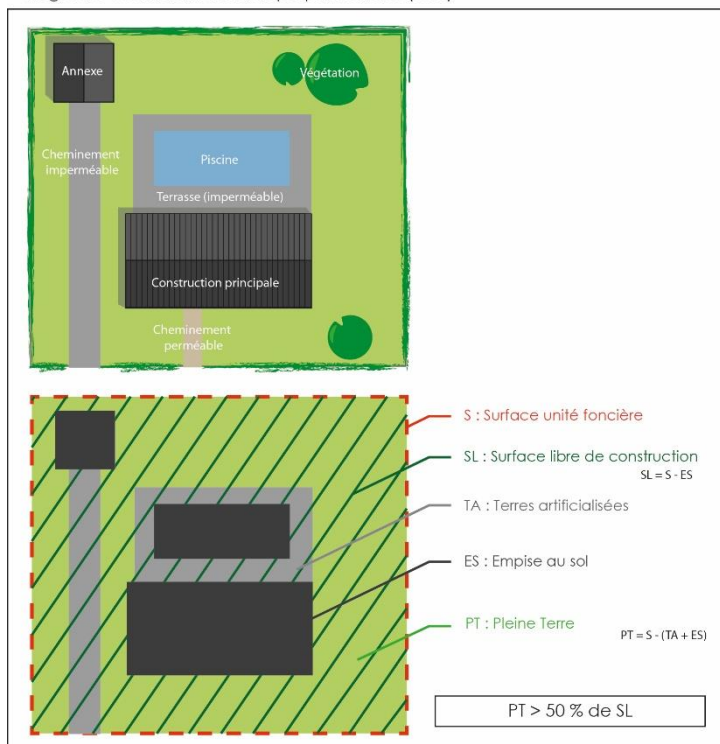 Annexe
Végétation
Cheminement
imperméable
Piscine
Terrasse (imperméable)
Construction principale
Cheminement
perméable
S : Surface unité foncière
SL : Surface libre de construction
SL = S - ES
TA : Terres artificialisées
ES : Empise au sol
PT : Pleine Terre
PT = S - (TA + ES)
PT > 50 % de SL